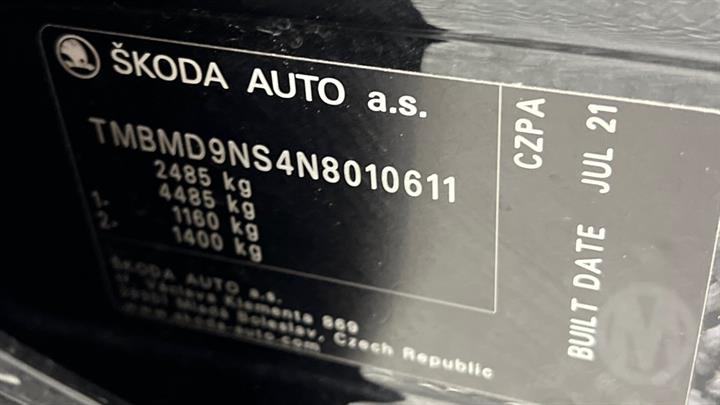 ŠKODA AUTO a.s.
TMBMD9NS4N8010611
2485 kg
4485 kg
1. 1160 kg
2. 1400 kg
ŠKODA AUTO a.s.
Václava Klementa 869
Mladá Boleslav, Czech Republic
www.skoda-auto.com
CZPA
BUILT DATE JUL 21
M